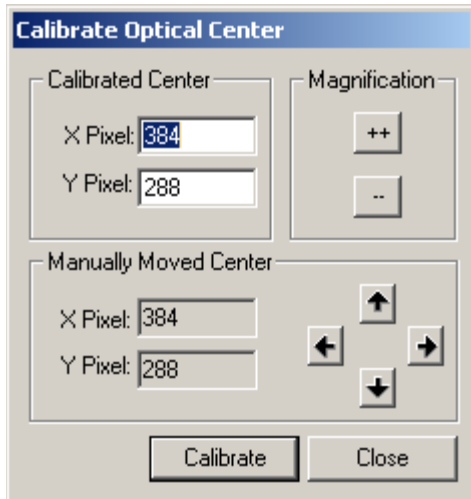 Calibrate Optical Center
Calibrated Center
Magnification
X Pixel: 384
++
Y Pixel: 288
--
Manually Moved Center
X Pixel: 384
Y Pixel: 288
Calibrate
Close